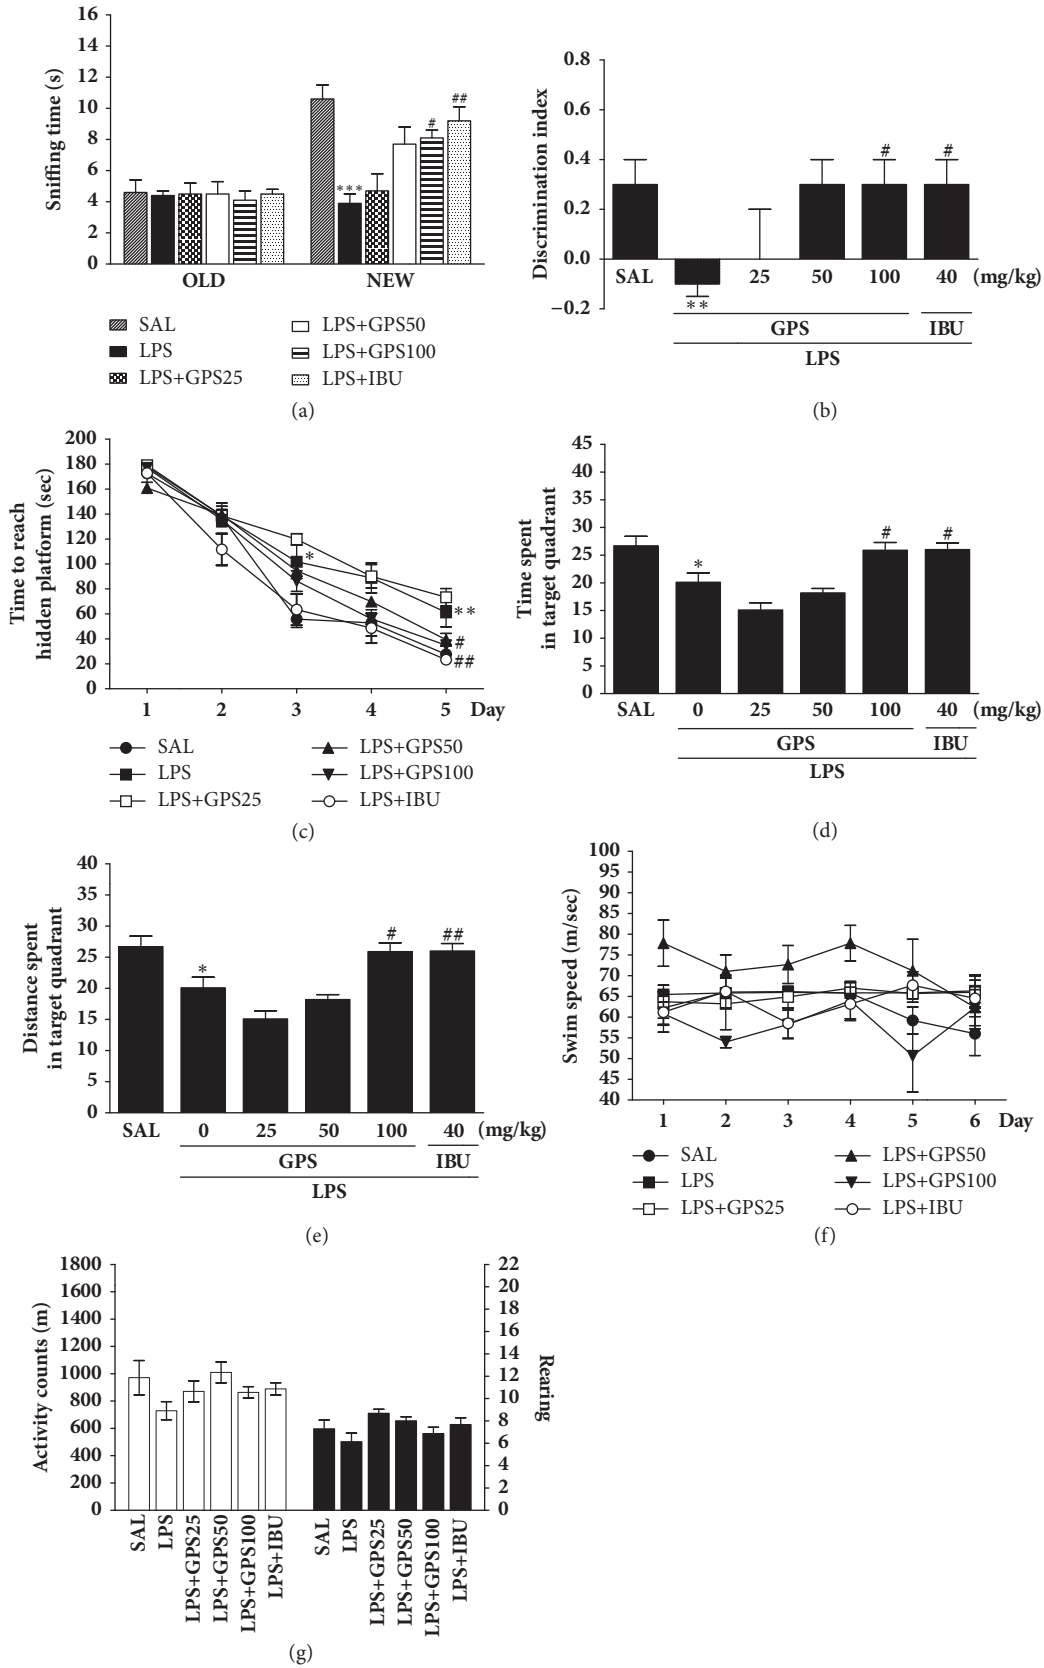 16
14
12
10
8
6
4
2
0
Sniffing time (s)
***
#
##
OLD NEW
SAL LPS+GPS50
LPS LPS+GPS100
LPS+GPS25 LPS+IBU
(a)
0.8
0.6
0.4
0.2
0.0
−0.2
Discrimination index
**
#
#
SAL 25 50 100 40 (mg/kg)
GPS IBU
LPS
(b)
200
180
160
140
120
100
80
60
40
20
0
Time to reach
hidden platform (sec)
*
**
#
##
1 2 3 4 5 Day
SAL LPS+GPS50
LPS LPS+GPS100
LPS+GPS25 LPS+IBU
(c)
45
40
35
30
25
20
15
10
5
0
Time spent
in target quadrant
*
#
#
SAL 0 25 50 100 40 (mg/kg)
GPS IBU
LPS
(d)
40
35
30
25
20
15
10
5
0
Distance spent
in target quadrant
*
#
##
SAL 0 25 50 100 40 (mg/kg)
GPS IBU
LPS
(e)
100
95
90
85
80
75
70
65
60
55
50
45
40
Swim speed (m/sec)
1 2 3 4 5 6 Day
SAL LPS+GPS50
LPS LPS+GPS100
LPS+GPS25 LPS+IBU
(f)
1800
1600
1400
1200
1000
800
600
400
200
0
Activity counts (m)
22
20
18
16
14
12
10
8
6
4
2
0
Rearing
SAL
LPS
LPS+GPS25
LPS+GPS50
LPS+GPS100
LPS+IBU
SAL
LPS
LPS+GPS25
LPS+GPS50
LPS+GPS100
LPS+IBU
(g)